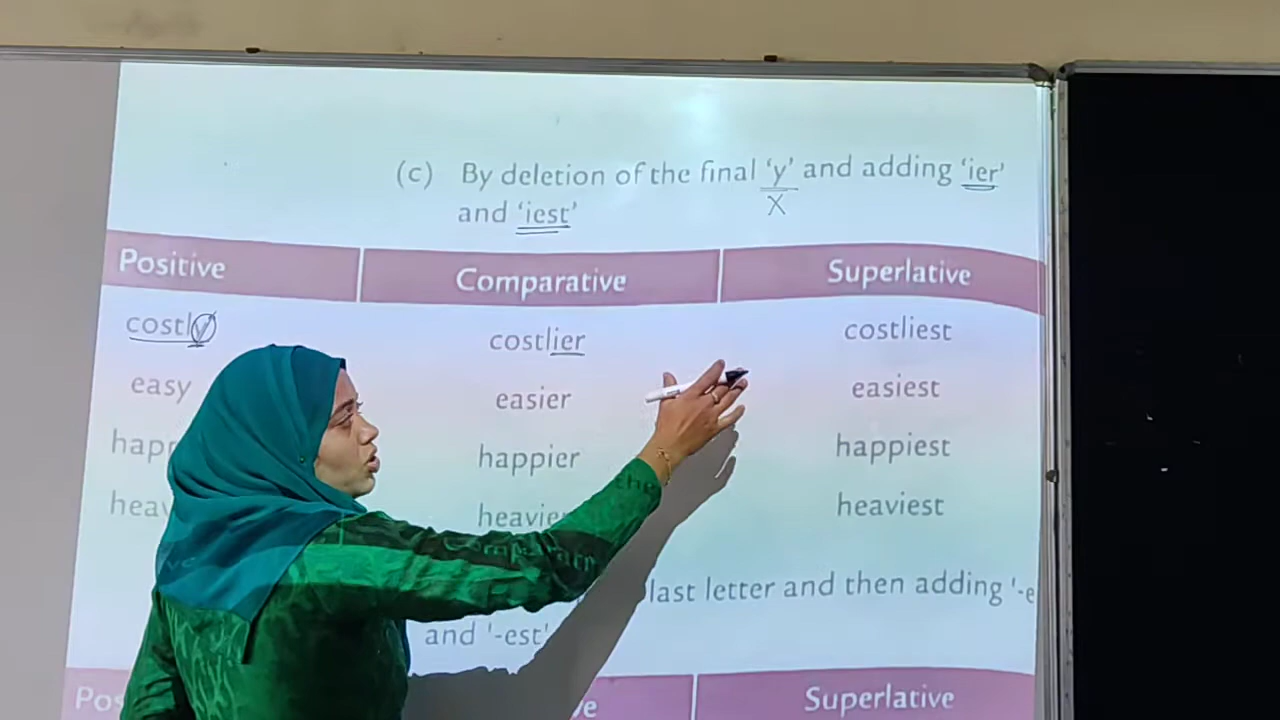 (c) By deletion of the final 'y' and adding 'ier'
X
and 'iest'
Positive Comparative Superlative
costly costlier costliest
easy easier easiest
happier happiest
heaviest
last letter and then adding '-e
and '-est'
Superlative